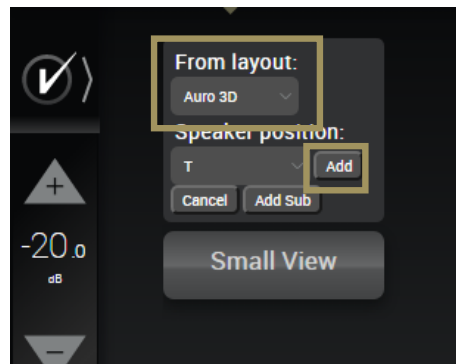 From layout:
Auro 3D
Speaker position:
T
Add
Cancel
Add Sub
+
-20.0
dB
Small View
−